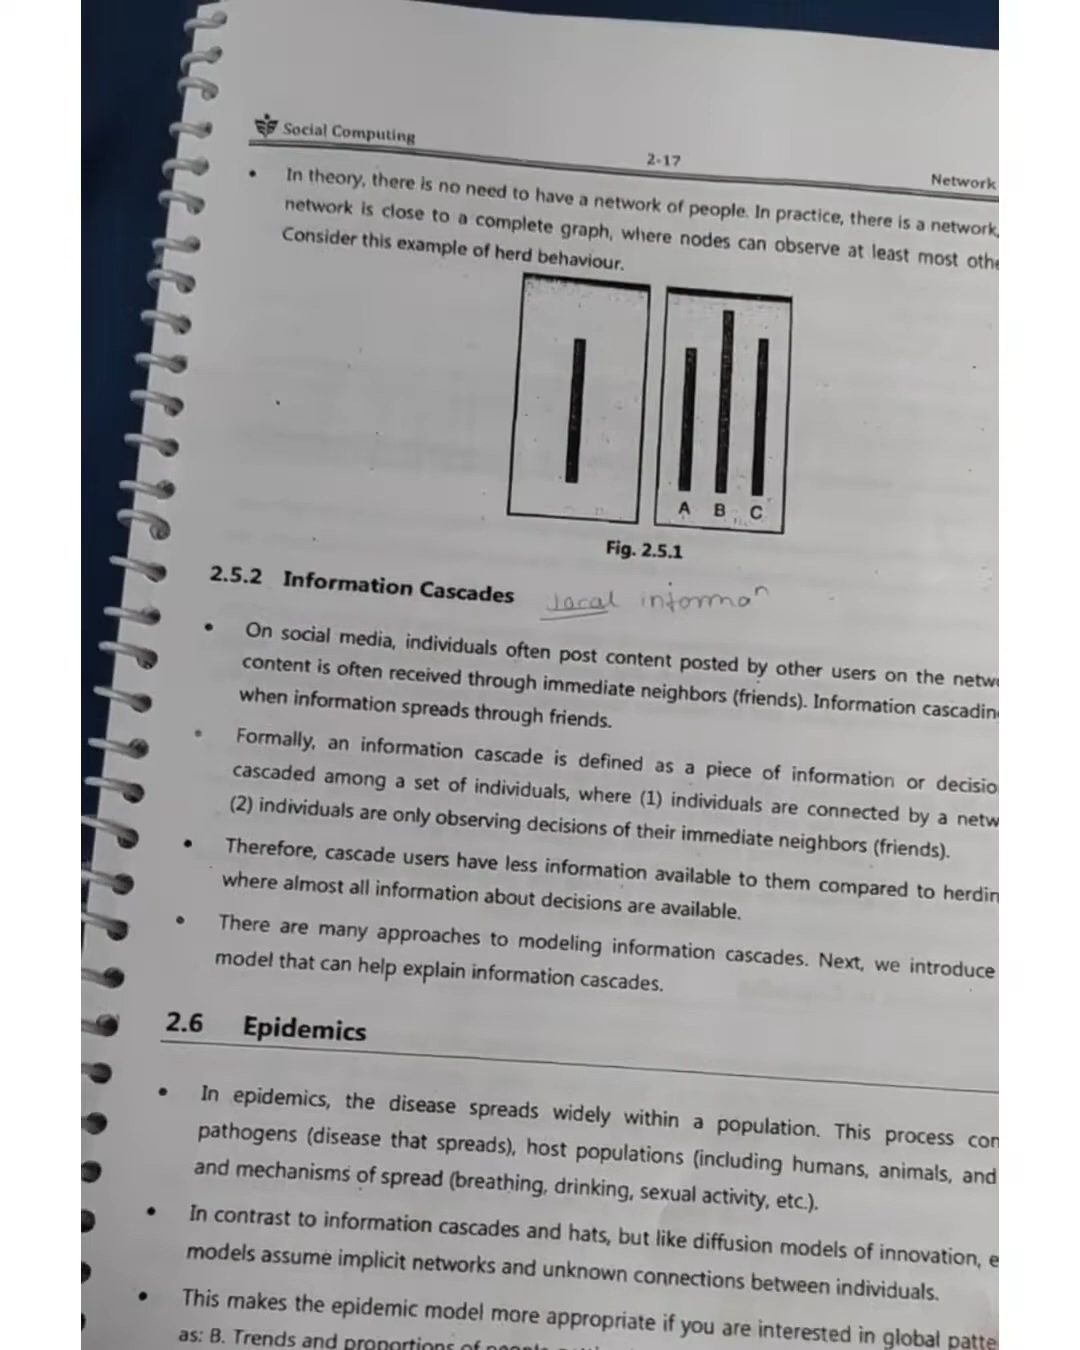 Social Computing
2-17
Network
• In theory, there is no need to have a network of people. In practice, there is a network,
network is close to a complete graph, where nodes can observe at least most othe
Consider this example of herd behaviour.
A B C
Fig. 2.5.1
2.5.2 Information Cascades
local informaⁿ
• On social media, individuals often post content posted by other users on the netw
content is often received through immediate neighbors (friends). Information cascadin
when information spreads through friends.
• Formally, an information cascade is defined as a piece of information or decisio
cascaded among a set of individuals, where (1) individuals are connected by a netw
(2) individuals are only observing decisions of their immediate neighbors (friends).
• Therefore, cascade users have less information available to them compared to herdin
where almost all information about decisions are available.
• There are many approaches to modeling information cascades. Next, we introduce
model that can help explain information cascades.
2.6 Epidemics
• In epidemics, the disease spreads widely within a population. This process con
pathogens (disease that spreads), host populations (including humans, animals, and
and mechanisms of spread (breathing, drinking, sexual activity, etc.).
• In contrast to information cascades and hats, but like diffusion models of innovation, e
models assume implicit networks and unknown connections between individuals.
• This makes the epidemic model more appropriate if you are interested in global patte
as: B. Trends and proportions of people